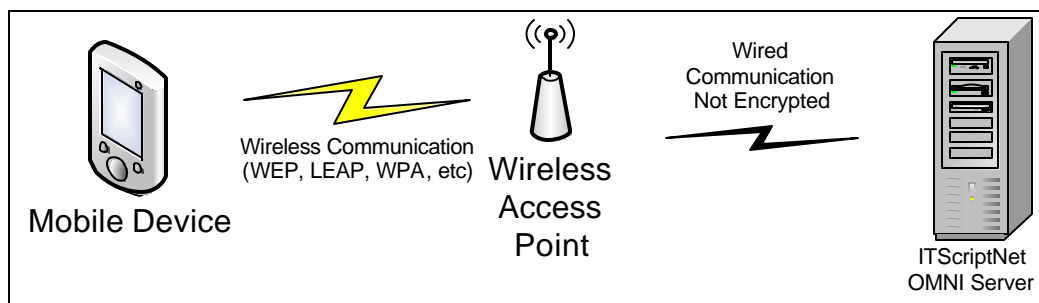 Mobile Device
Wireless Communication
(WEP, LEAP, WPA, etc)
Wireless
Access
Point
Wired
Communication
Not Encrypted
ITScriptNet
OMNI Server